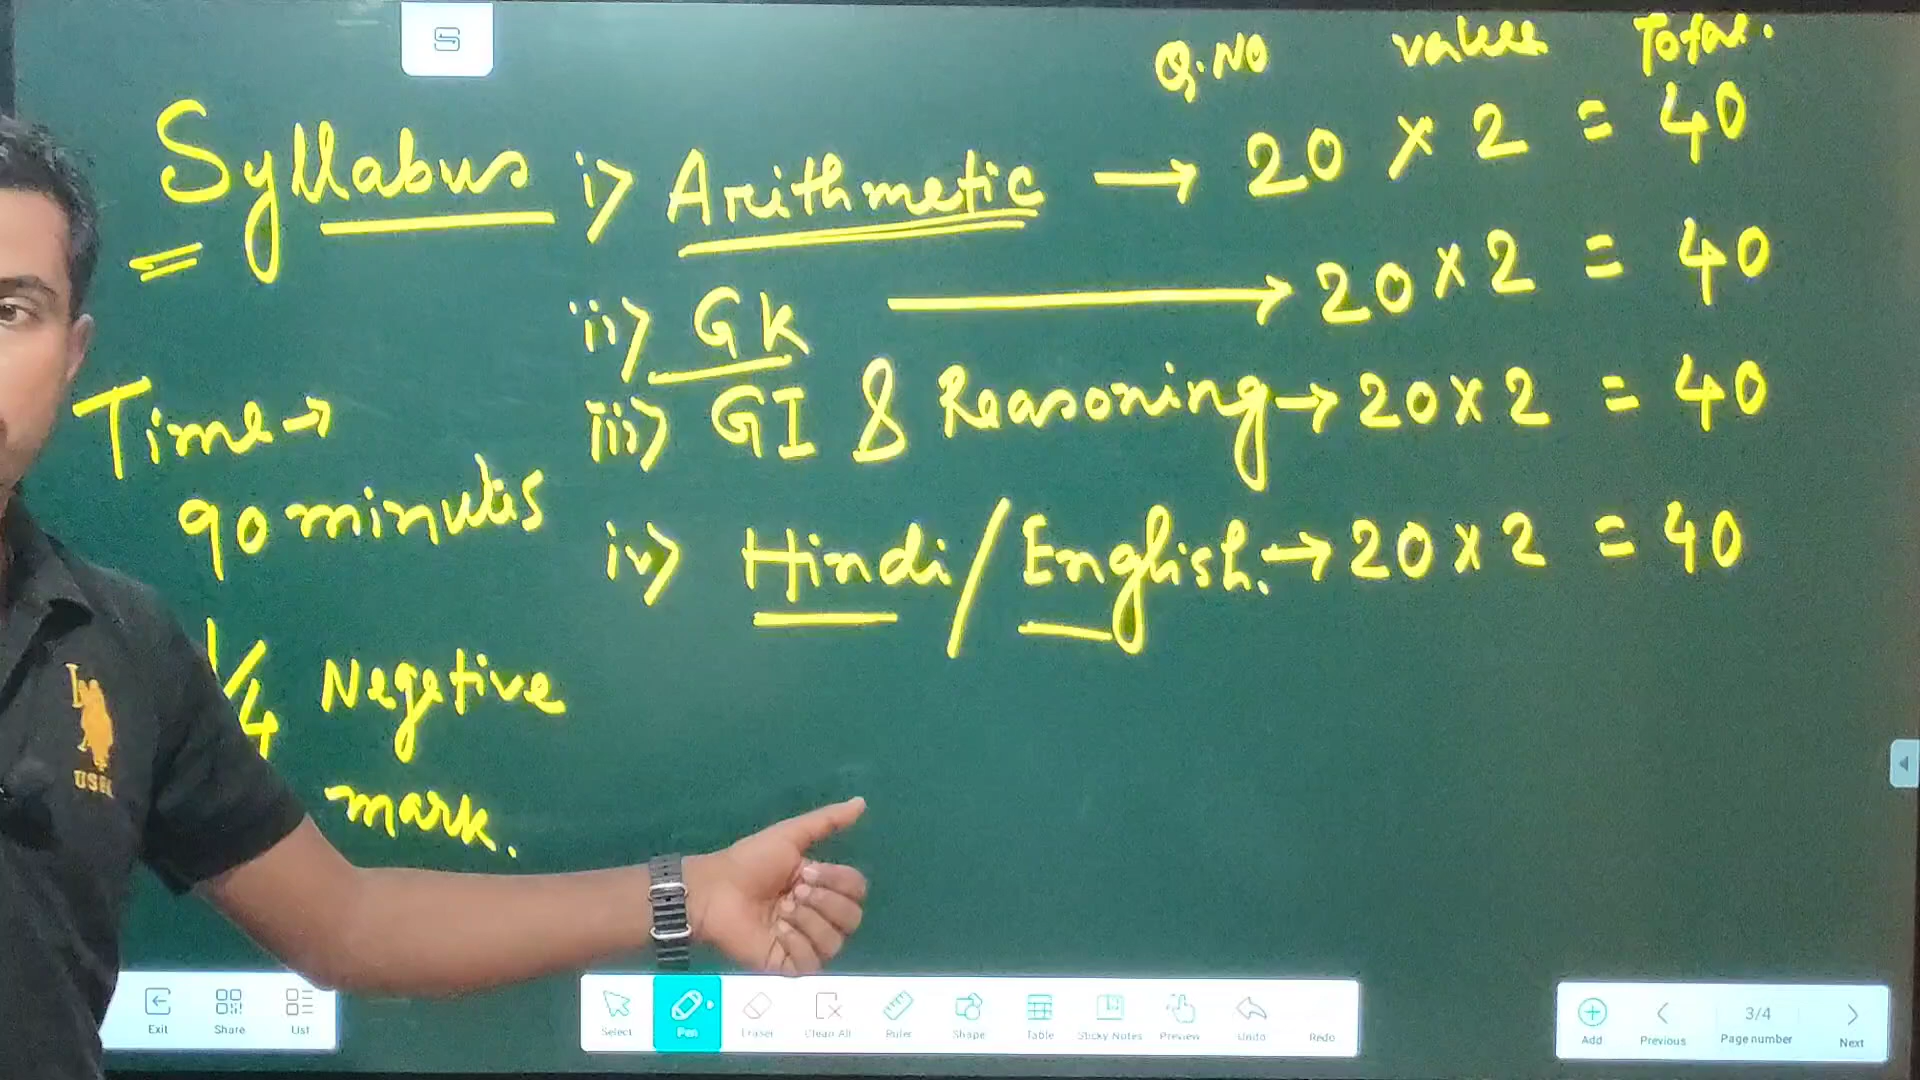 Q.No values Total.
Syllabus i) Arithmetic → 20 × 2 = 40
ii) GK → 20 × 2 = 40
iii) GI & Reasoning → 20 × 2 = 40
iv) Hindi / English. → 20 × 2 = 40
Time →
90 minutes
1/4 Negetive
mark.
Exit
Share
List
Select
Pen
Eraser
Clean All
Ruler
Shape
Table
Sticky Notes
Preview
Undo
Redo
Add
Previous
3/4
Page number
Next